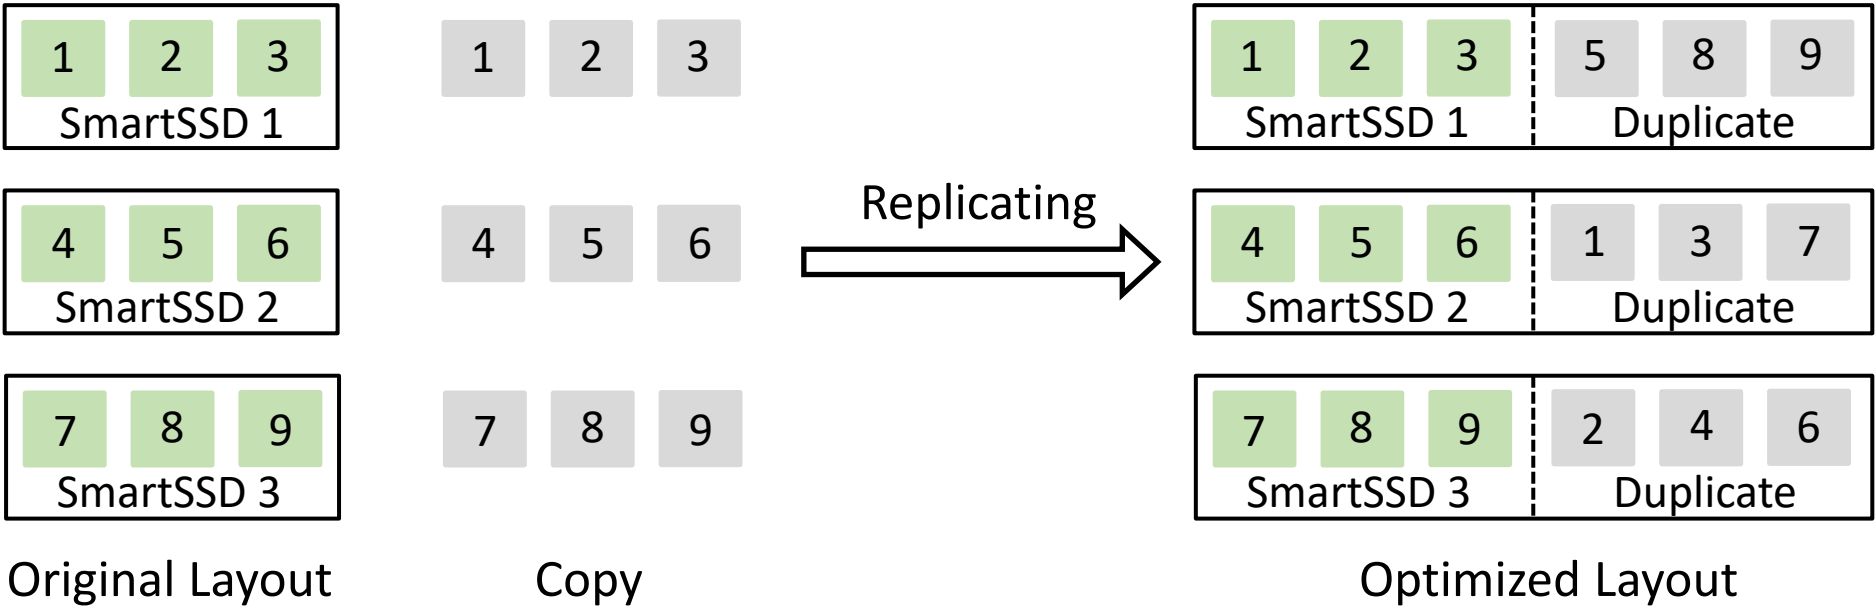 1 2 3
SmartSSD 1
4 5 6
SmartSSD 2
7 8 9
SmartSSD 3
Original Layout
1 2 3
4 5 6
7 8 9
Copy
Replicating
1 2 3 5 8 9
SmartSSD 1 Duplicate
4 5 6 1 3 7
SmartSSD 2 Duplicate
7 8 9 2 4 6
SmartSSD 3 Duplicate
Optimized Layout